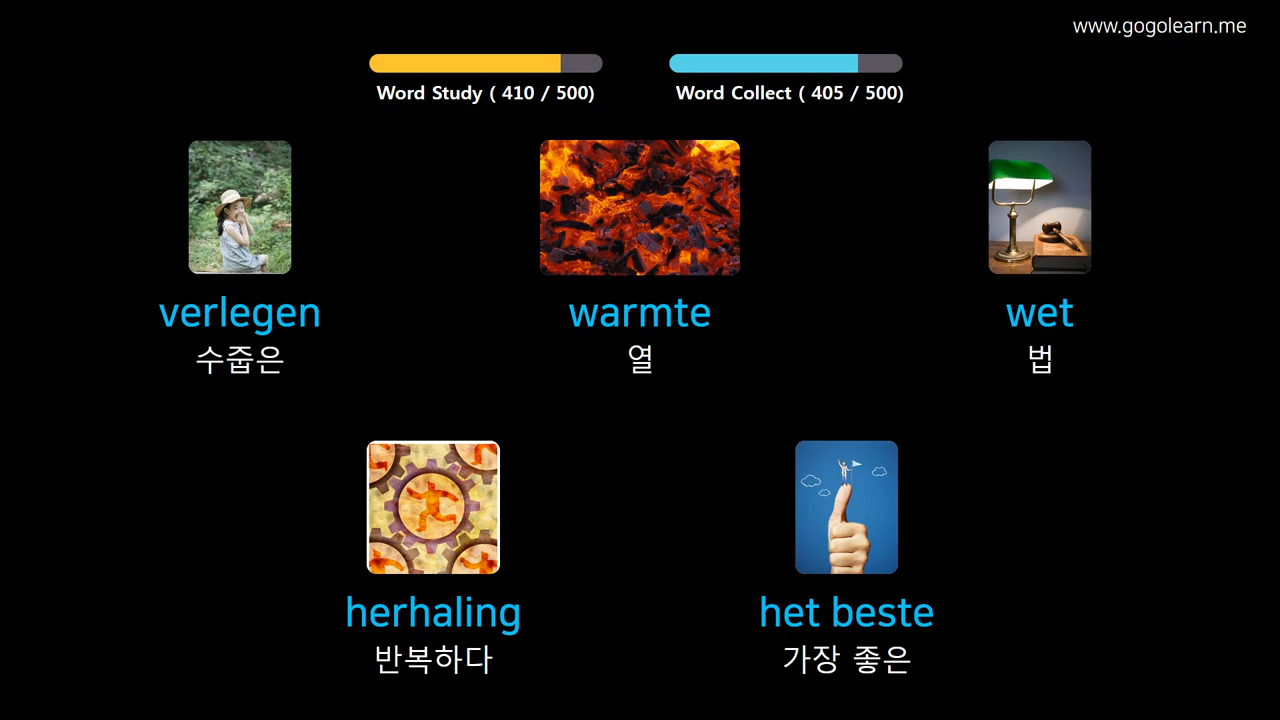 www.gogolearn.me
Word Study ( 410 / 500)
Word Collect ( 405 / 500)
verlegen
수줍은
warmte
열
wet
법
herhaling
반복하다
het beste
가장 좋은